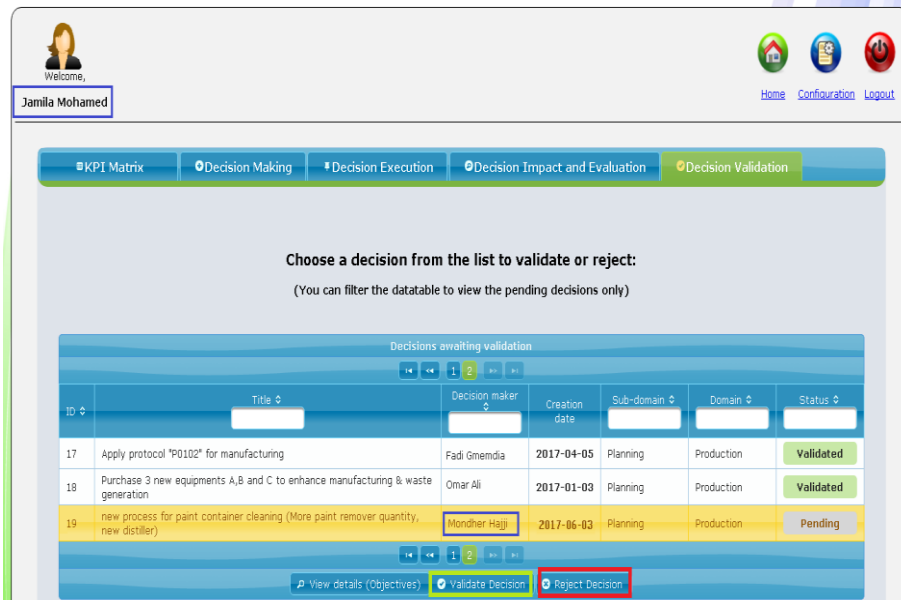 Welcome,
Jamila Mohamed
Home Configuration Logout
KPI Matrix Decision Making Decision Execution Decision Impact and Evaluation Decision Validation
Choose a decision from the list to validate or reject:
(You can filter the datatable to view the pending decisions only)
Decisions awaiting validation
1 2
ID Title Decision maker Creation date Sub-domain Domain Status
17 Apply protocol "P0102" for manufacturing Fadi Gmemdia 2017-04-05 Planning Production Validated
18 Purchase 3 new equipments A,B and C to enhance manufacturing & waste generation Omar Ali 2017-01-03 Planning Production Validated
19 new process for paint container cleaning (More paint remover quantity, new distiller) Mondher Hajji 2017-06-03 Planning Production Pending
1 2
View details (Objectives) Validate Decision Reject Decision